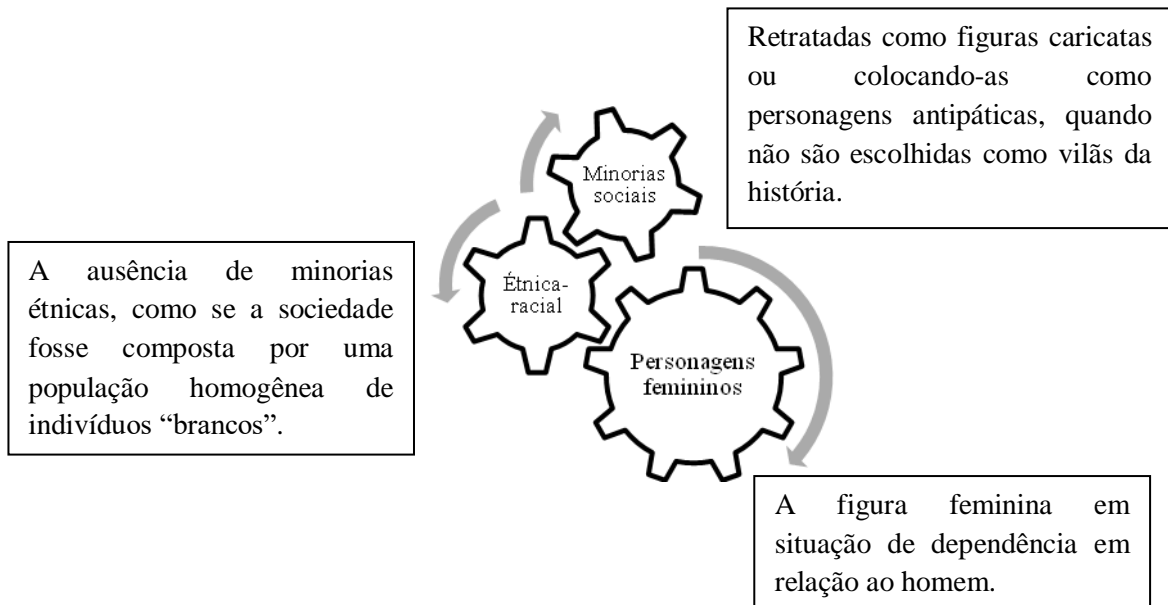 Retratadas como figuras caricatas
ou colocando-as como
personagens antipáticas, quando
não são escolhidas como vilãs da
história.
Minorias
sociais
A ausência de minorias
étnicas, como se a sociedade
fosse composta por uma
população homogênea de
indivíduos “brancos”.
Étnica-
racial
Personagens
femininos
A figura feminina em
situação de dependência em
relação ao homem.